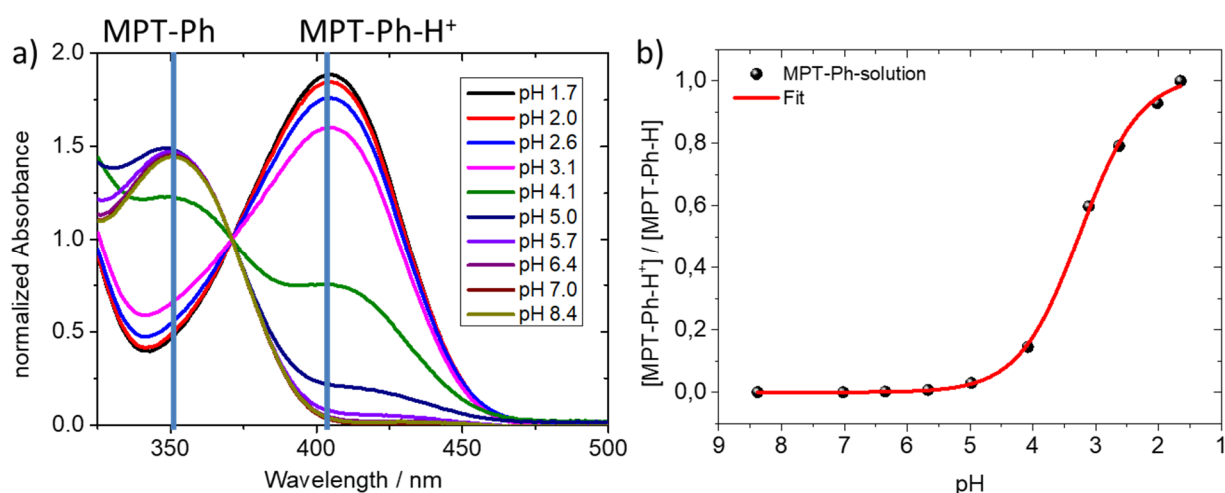 MPT-Ph MPT-Ph-H⁺
a)
normalized Absorbance
2.0
1.5
1.0
0.5
0.0
350 400 450 500
Wavelength / nm
pH 1.7
pH 2.0
pH 2.6
pH 3.1
pH 4.1
pH 5.0
pH 5.7
pH 6.4
pH 7.0
pH 8.4
b)
[MPT-Ph-H⁺] / [MPT-Ph-H]
MPT-Ph-solution
Fit
1,0
0,8
0,6
0,4
0,2
0,0
9 8 7 6 5 4 3 2 1
pH